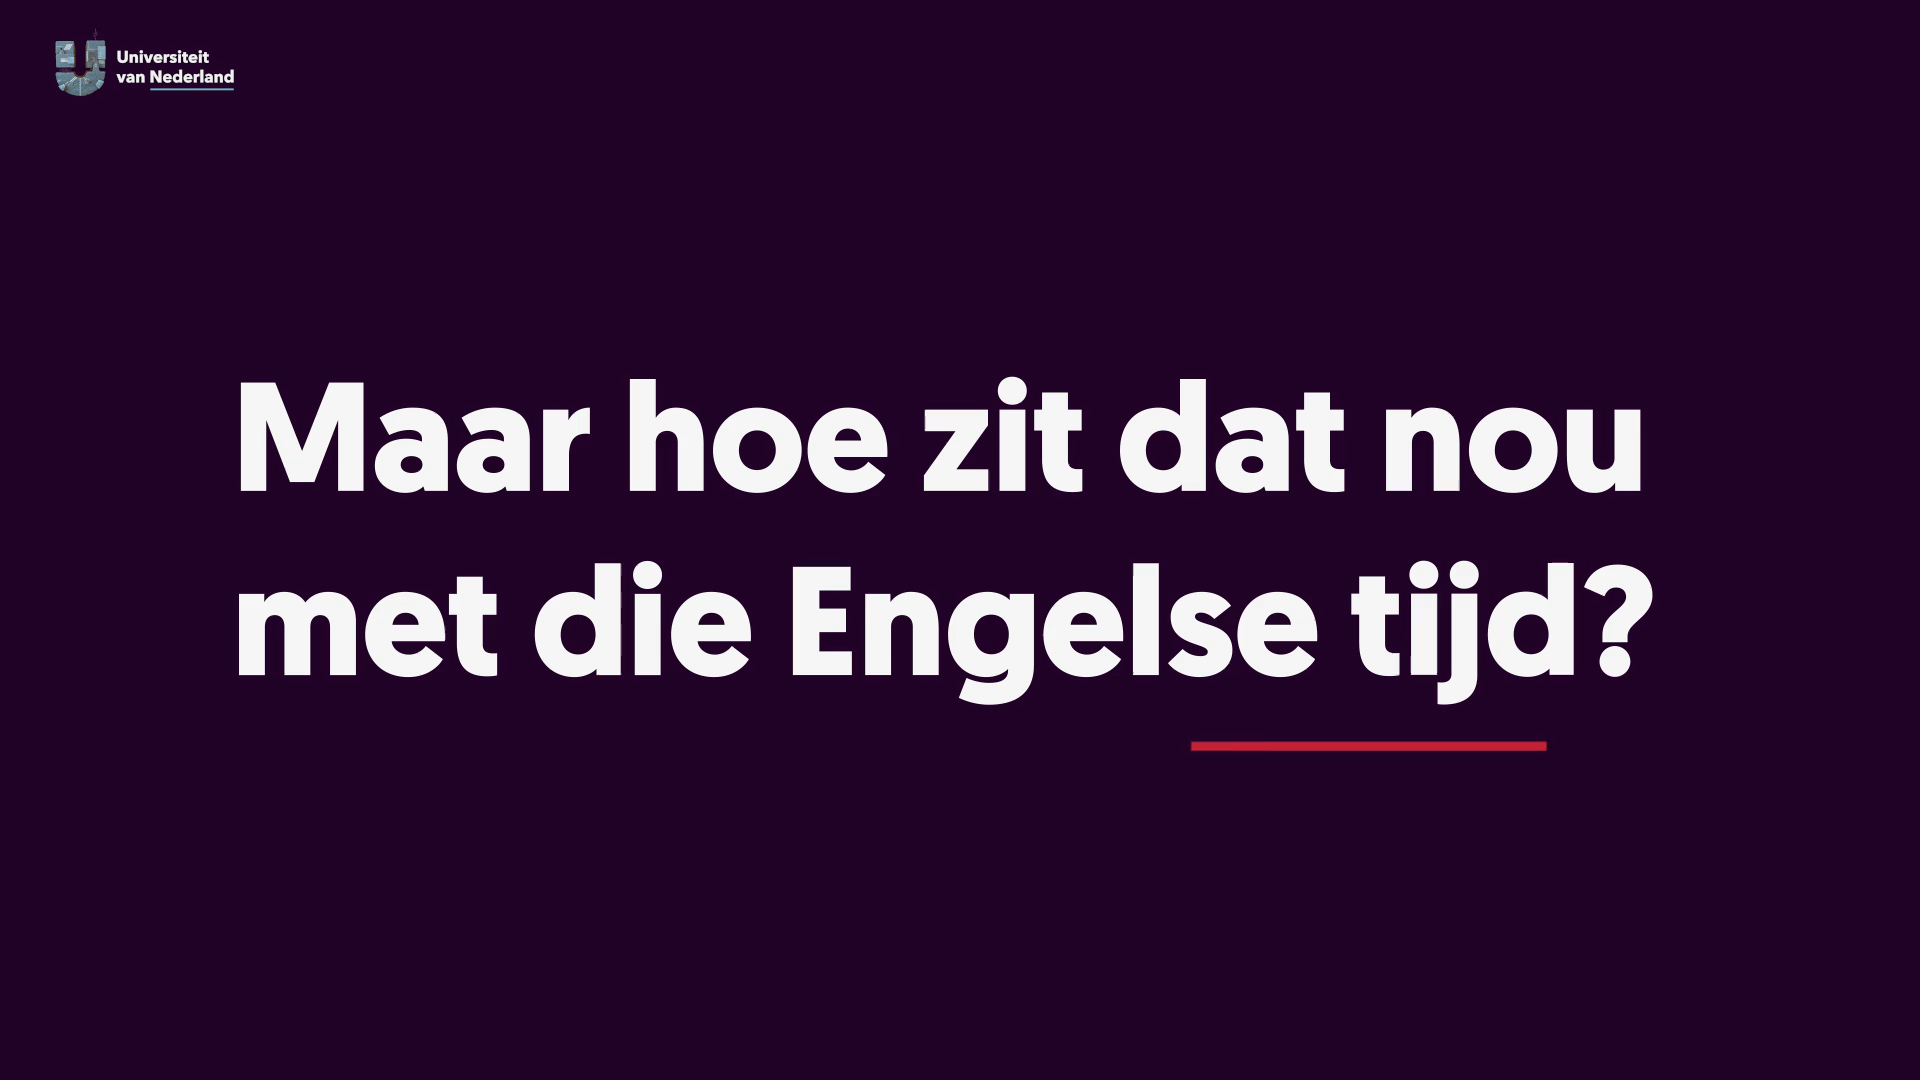 Universiteit
van Nederland
Maar hoe zit dat nou
met die Engelse tijd?